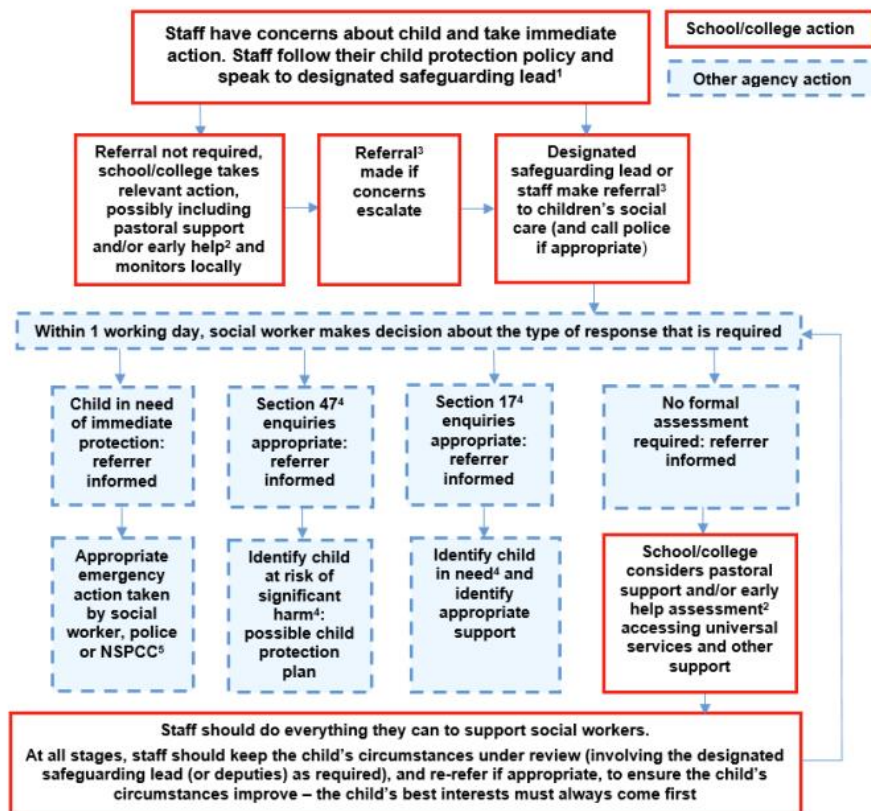 Staff have concerns about child and take immediate
action. Staff follow their child protection policy and
speak to designated safeguarding lead¹
School/college action
Other agency action
Referral not required,
school/college takes
relevant action,
possibly including
pastoral support
and/or early help² and
monitors locally
Referral³
made if
concerns
escalate
Designated
safeguarding lead or
staff make referral³
to children’s social
care (and call police
if appropriate)
Within 1 working day, social worker makes decision about the type of response that is required
Child in need
of immediate
protection:
referrer
informed
Section 47⁴
enquiries
appropriate:
referrer
informed
Section 17⁴
enquiries
appropriate:
referrer
informed
No formal
assessment
required: referrer
informed
Appropriate
emergency
action taken
by social
worker, police
or NSPCC⁵
Identify child
at risk of
significant
harm⁴:
possible child
protection
plan
Identify child
in need⁴ and
identify
appropriate
support
School/college
considers pastoral
support and/or early
help assessment²
accessing universal
services and other
support
Staff should do everything they can to support social workers.
At all stages, staff should keep the child’s circumstances under review (involving the designated
safeguarding lead (or deputies) as required), and re-refer if appropriate, to ensure the child’s
circumstances improve – the child’s best interests must always come first